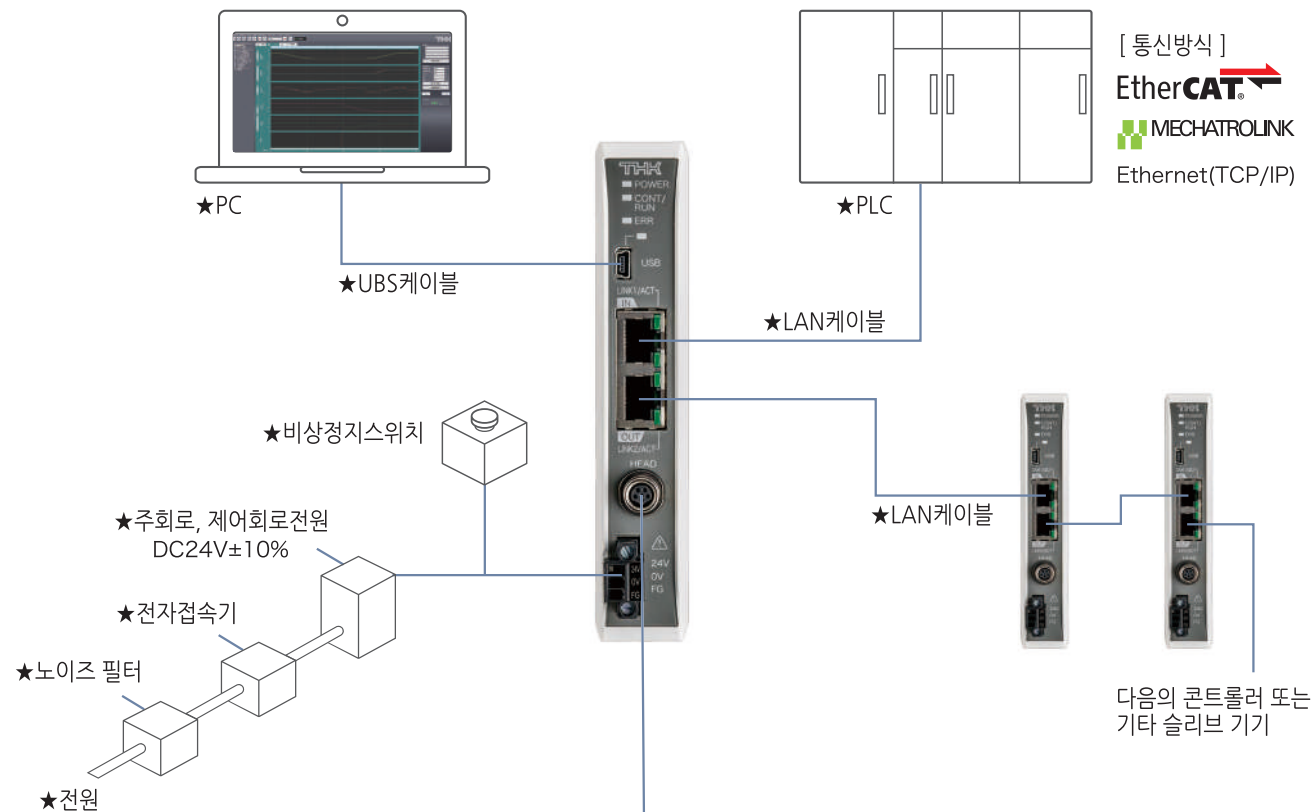 [ 통신방식 ]
EtherCAT®
MECHATROLINK
Ethernet(TCP/IP)
★PC
★PLC
THK
POWER
CONT/
RUN
ERR
USB
★UBS케이블
LINK1/ACT
IN
★LAN케이블
OUT
LINK2/ACT
HEAD
★비상정지스위치
★LAN케이블
★주회로, 제어회로전원
DC24V±10%
24V
0V
FG
24V
0V
FG
★전자접속기
★노이즈 필터
다음의 콘트롤러 또는
기타 슬리브 기기
★전원